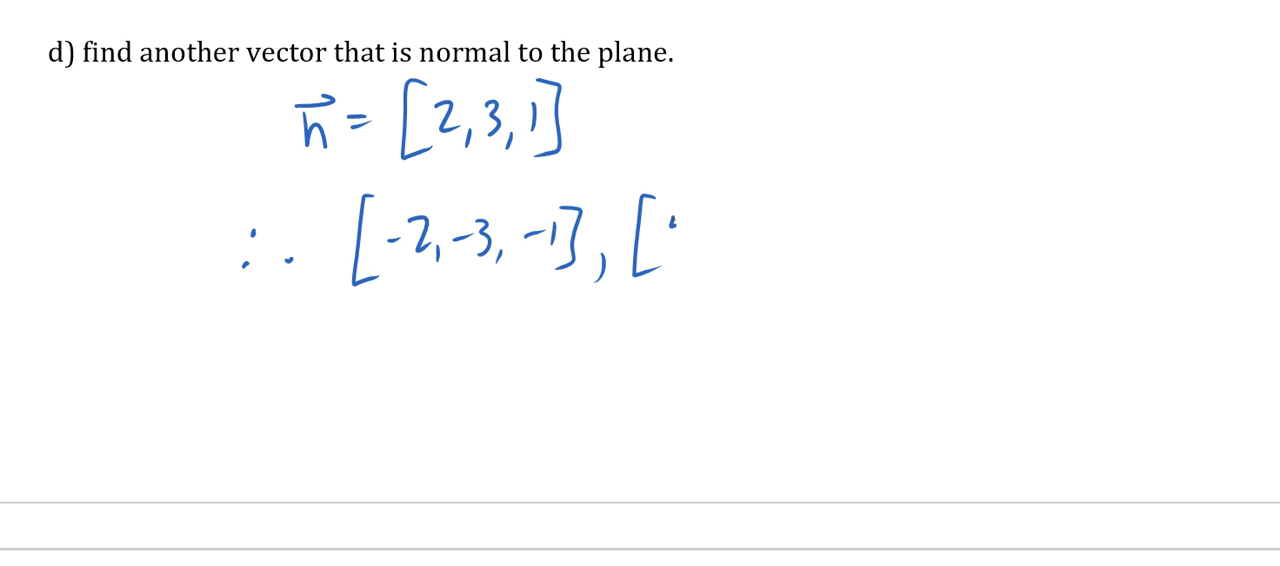 d) find another vector that is normal to the plane.
n⃗ = [2, 3, 1]
∴ [-2, -3, -1], [